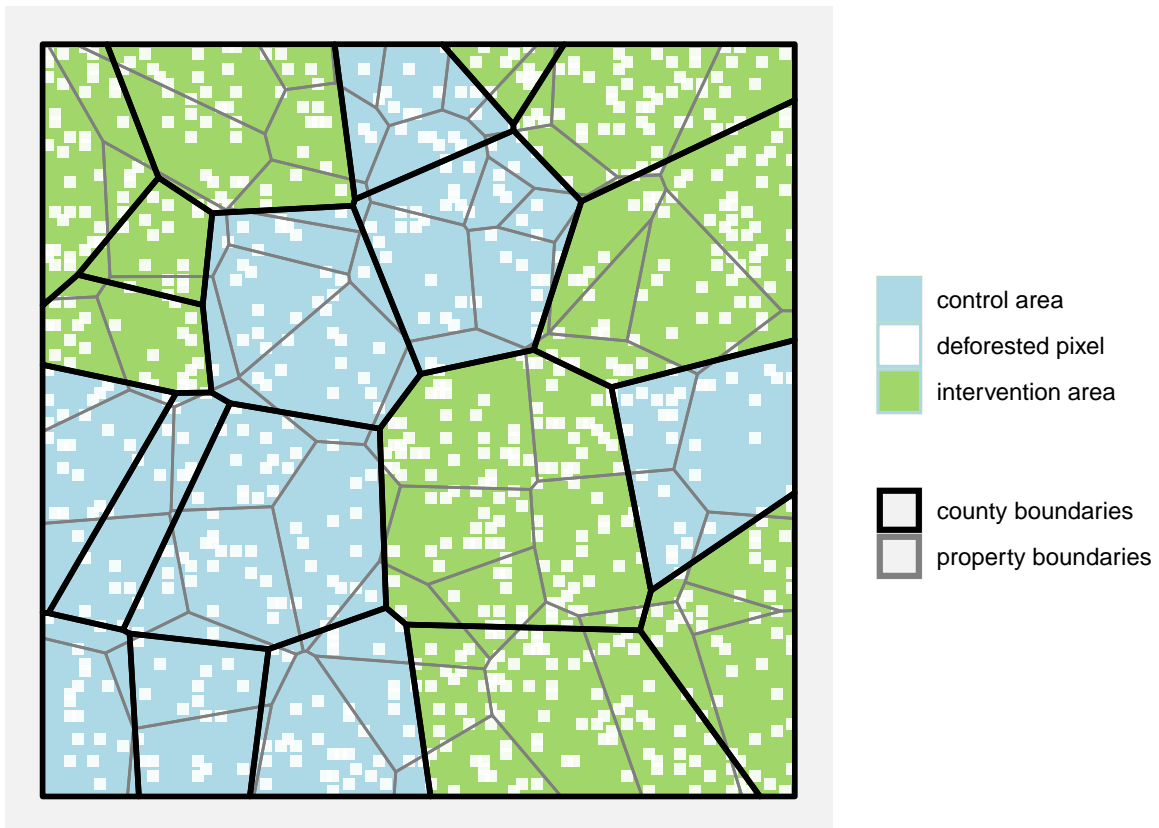 control area
deforested pixel
intervention area
county boundaries
property boundaries